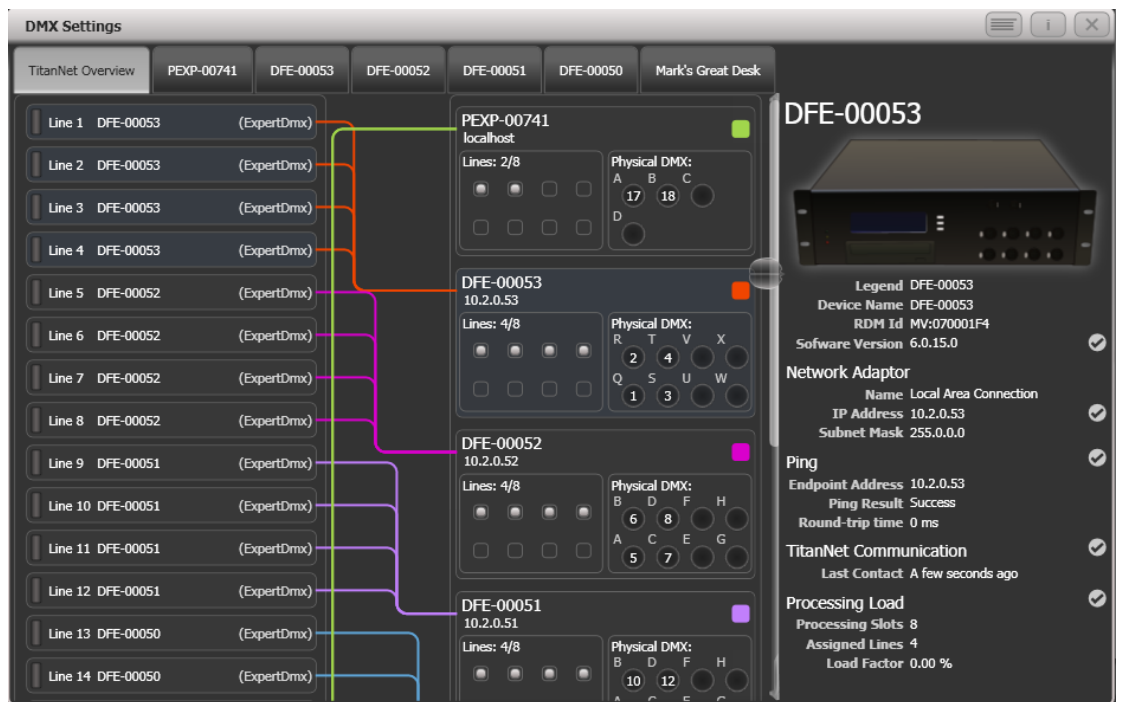 DMX Settings
i
TitanNet Overview
PEXP-00741
DFE-00053
DFE-00052
DFE-00051
DFE-00050
Mark's Great Desk
Line 1 DFE-00053 (ExpertDmx)
Line 2 DFE-00053 (ExpertDmx)
Line 3 DFE-00053 (ExpertDmx)
Line 4 DFE-00053 (ExpertDmx)
Line 5 DFE-00052 (ExpertDmx)
Line 6 DFE-00052 (ExpertDmx)
Line 7 DFE-00052 (ExpertDmx)
Line 8 DFE-00052 (ExpertDmx)
Line 9 DFE-00051 (ExpertDmx)
Line 10 DFE-00051 (ExpertDmx)
Line 11 DFE-00051 (ExpertDmx)
Line 12 DFE-00051 (ExpertDmx)
Line 13 DFE-00050 (ExpertDmx)
Line 14 DFE-00050 (ExpertDmx)
PEXP-00741
localhost
Lines: 2/8
Physical DMX:
A B C
17 18
D
DFE-00053
10.2.0.53
Lines: 4/8
Physical DMX:
R T V X
2 4
Q S U W
1 3
DFE-00052
10.2.0.52
Lines: 4/8
Physical DMX:
B D F H
6 8
A C E G
5 7
DFE-00051
10.2.0.51
Lines: 4/8
Physical DMX:
B D F H
10 12
A C E G
DFE-00053
Legend DFE-00053
Device Name DFE-00053
RDM Id MV:070001F4
Sofware Version 6.0.15.0
Network Adaptor
Name Local Area Connection
IP Address 10.2.0.53
Subnet Mask 255.0.0.0
Ping
Endpoint Address 10.2.0.53
Ping Result Success
Round-trip time 0 ms
TitanNet Communication
Last Contact A few seconds ago
Processing Load
Processing Slots 8
Assigned Lines 4
Load Factor 0.00 %